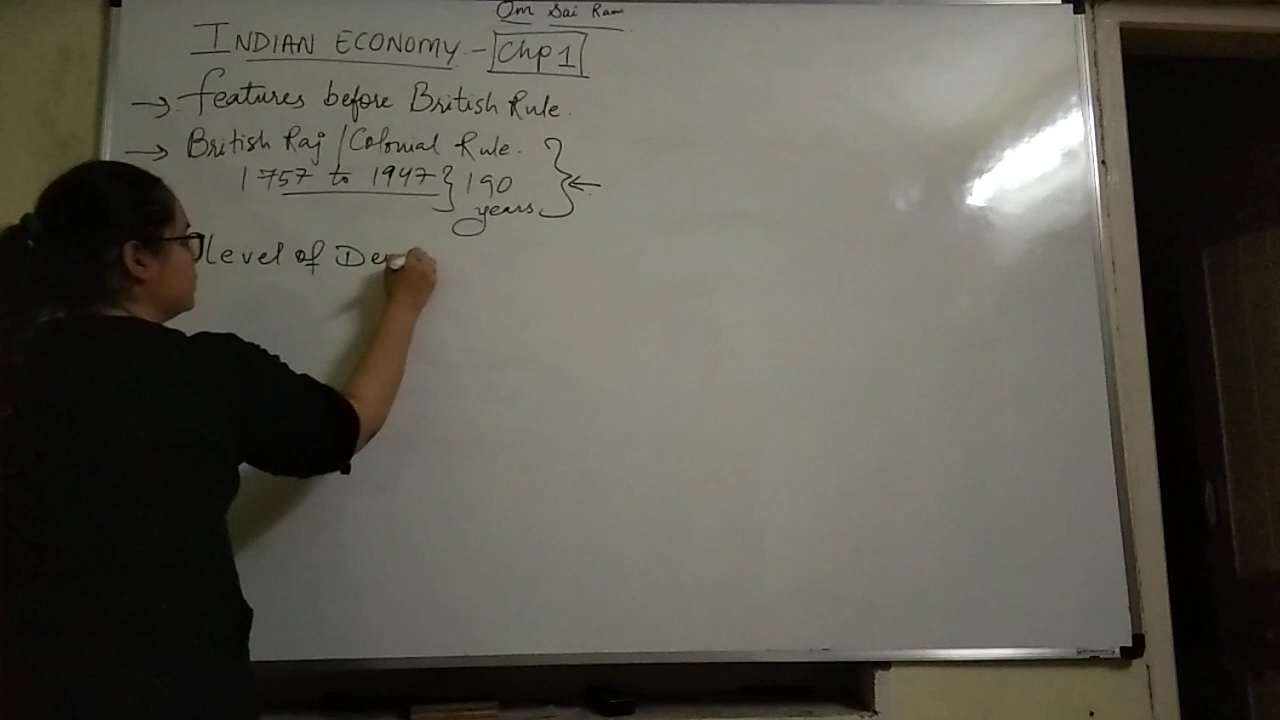 Om Sai Ram
INDIAN ECONOMY - Chp 1
→ features before British Rule.
→ British Raj / Colonial Rule.
1757 to 1947 } 190 years } ←
level of De